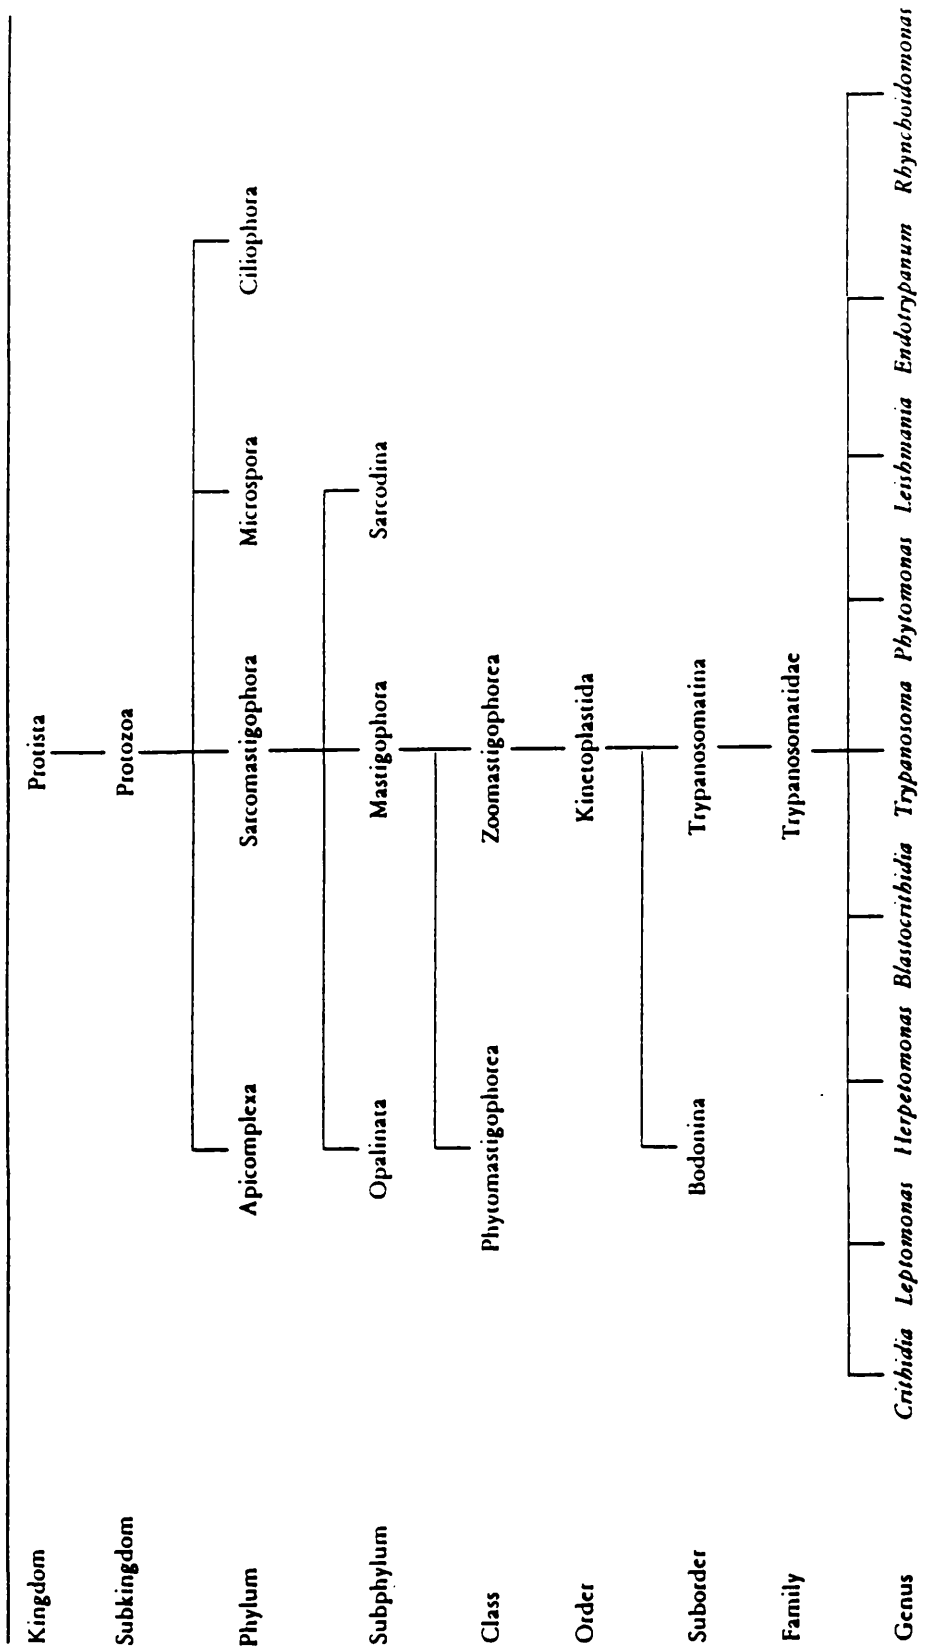 Kingdom Protista
Subkingdom Protozoa
Phylum Apicomplexa Sarcomastigophora Microspora Ciliophora
Subphylum Opalinata Mastigophora Sarcodina
Class Phytomastigophorea Zoomastigophorea
Order Kinetoplastida
Suborder Bodonina Trypanosomatina
Family Trypanosomatidae
Genus Crithidia Leptomonas Herpetomonas Blastocrithidia Trypanosoma Phytomonas Leishmania Endotrypanum Rhynchoidomonas